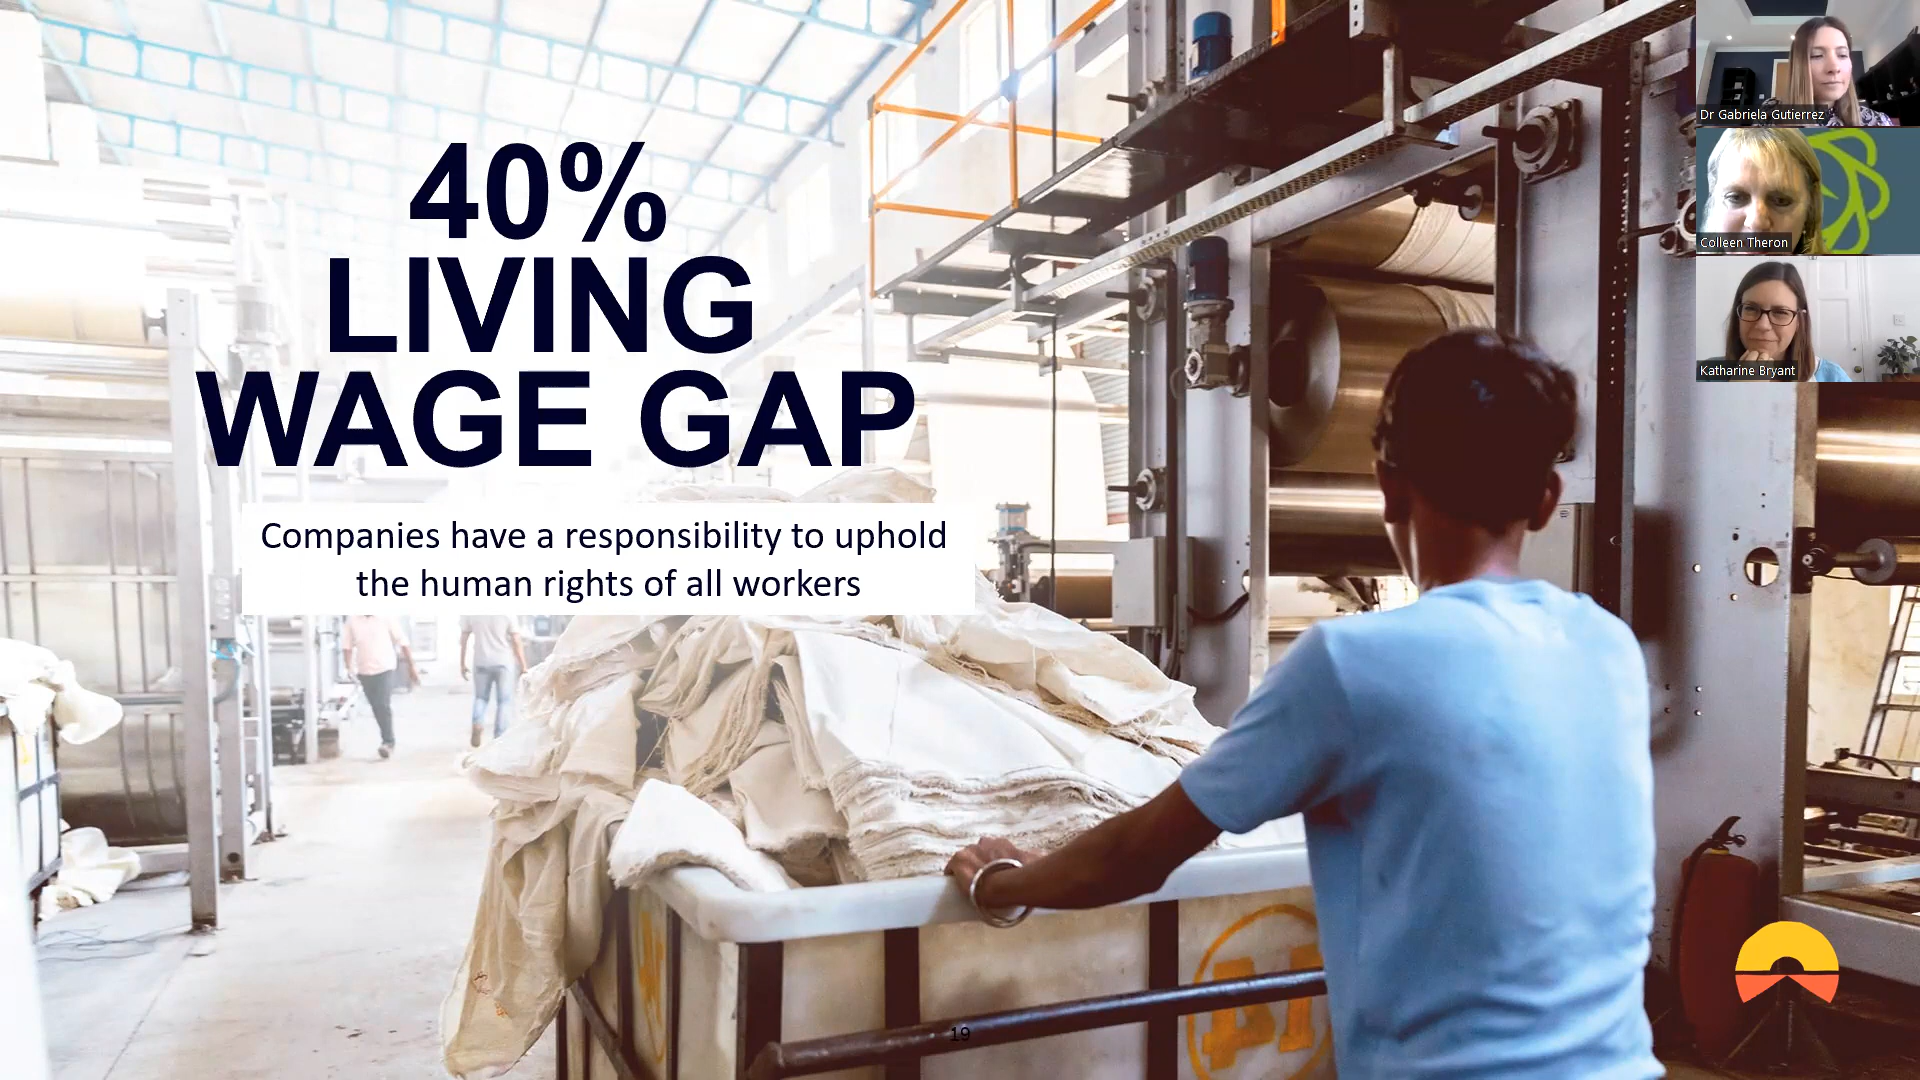 40%
LIVING
WAGE GAP
Companies have a responsibility to uphold
the human rights of all workers
Dr Gabriela Gutierrez
Colleen Theron
Katharine Bryant
19